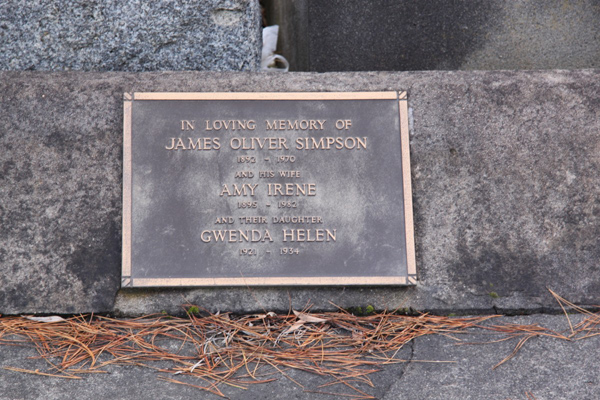 IN LOVING MEMORY OF
JAMES OLIVER SIMPSON
1892 - 1970
AND HIS WIFE
AMY IRENE
1895 - 1982
AND THEIR DAUGHTER
GWENDA HELEN
1921 - 1934